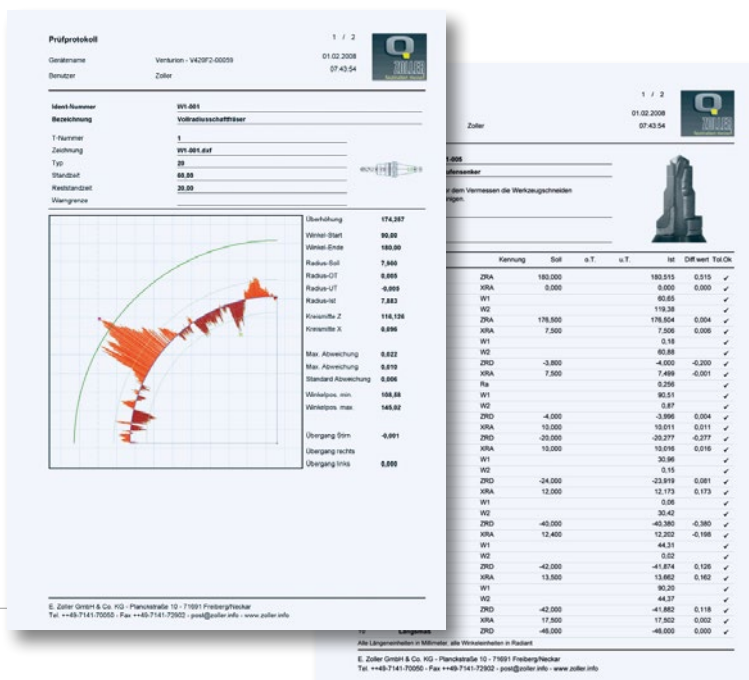 Prüfprotokoll
1 / 2
Gerätename Venturion - V420F2-00059 01.02.2008
07:43:54
Benutzer Zoller
ZOLLER
Ident-Nummer W1-001
Bezeichnung Vollradiusschaftfräser
T-Nummer 1
Zeichnung W1-001.dxf
Typ 20
Standzeit 60,00
Reststandzeit 20,00
Warngrenze
Überhöhung 174,257
Winkel-Start 90,00
Winkel-Ende 180,00
Radius-Soll
Radius-OT 0,005
Radius-UT -0,005
Radius-Ist 7,883
Kreismitte Z
Kreismitte X 0,096
Max. Abweichung 0,022
Max. Abweichung 0,010
Standard Abweichung 0,006
Winkelpos. min
Winkelpos. max
Übergang Stirn -0,001
Übergang rechts
Übergang links 0,000
E. Zoller GmbH & Co. KG - Planckstraße 10 - 71691 Freiberg/Neckar
Tel. ++49-7141-70050 - Fax ++49-7141-72902 - post@zoller.info - www.zoller.info
1 / 2
01.02.2008
Zoller 07:43:54
ZOLLER
1-005
ufensenker
r dem Vermessen die Werkzeugschneiden
nigen.
Kennung Soll o.T. u.T. Ist Diff wert Tol.Ok
ZRA 180,000 180,515 0,515 ✓
XRA 0,000 0,000 0,000 ✓
W1 60,65 ✓
W2 119,38 ✓
ZRA 176,500 176,504 0,004 ✓
XRA 7,500 7,506 0,006 ✓
W1 0,18 ✓
W2 60,88 ✓
ZRD -3,800 -4,000 -0,200 ✓
XRA 7,500 7,499 -0,001 ✓
Ra 0,256 ✓
W1 90,51 ✓
W2 0,87 ✓
ZRD -4,000 -3,996 0,004 ✓
XRA 10,000 10,011 0,011 ✓
ZRD -20,000 -20,277 -0,277 ✓
XRA 10,000 10,016 0,016 ✓
W1 30,96 ✓
W2 0,15 ✓
ZRD -24,000 -23,919 0,081 ✓
XRA 12,000 12,173 0,173 ✓
W1 0,06 ✓
W2 30,42 ✓
ZRD -40,000 -40,380 -0,380 ✓
XRA 12,400 12,202 -0,198 ✓
W1 44,31 ✓
W2 0,02 ✓
ZRD -42,000 -41,874 0,126 ✓
XRA 13,500 13,662 0,162 ✓
W1 90,20 ✓
W2 44,37 ✓
ZRD -42,000 -41,882 0,118 ✓
XRA 17,500 17,502 0,002 ✓
Längsmaß ZRD -46,000 -46,000 0,000 ✓
Alle Längeneinheiten in Millimeter, alle Winkeleinheiten in Radiant
E. Zoller GmbH & Co. KG - Planckstraße 10 - 71691 Freiberg/Neckar
Tel. ++49-7141-70050 - Fax ++49-7141-72902 - post@zoller.info - www.zoller.info